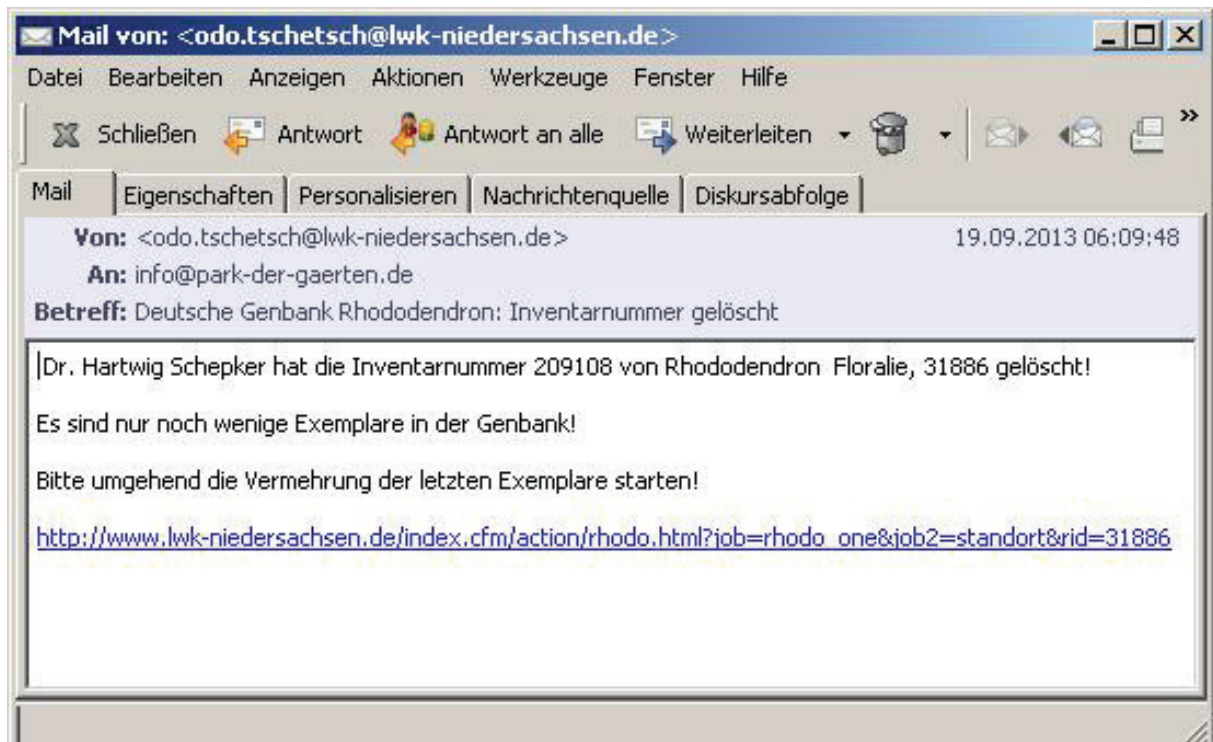 Mail von: <odo.tschetsch@lwk-niedersachsen.de>
Datei Bearbeiten Anzeigen Aktionen Werkzeuge Fenster Hilfe
Schließen Antwort Antwort an alle Weiterleiten »
Mail Eigenschaften Personalisieren Nachrichtenquelle Diskursabfolge
Von: <odo.tschetsch@lwk-niedersachsen.de> 19.09.2013 06:09:48
An: info@park-der-gaerten.de
Betreff: Deutsche Genbank Rhododendron: Inventarnummer gelöscht
Dr. Hartwig Schepker hat die Inventarnummer 209108 von Rhododendron Floralie, 31886 gelöscht!
Es sind nur noch wenige Exemplare in der Genbank!
Bitte umgehend die Vermehrung der letzten Exemplare starten!
http://www.lwk-niedersachsen.de/index.cfm/action/rhodo.html?job=rhodo_one&job2=standort&rid=31886